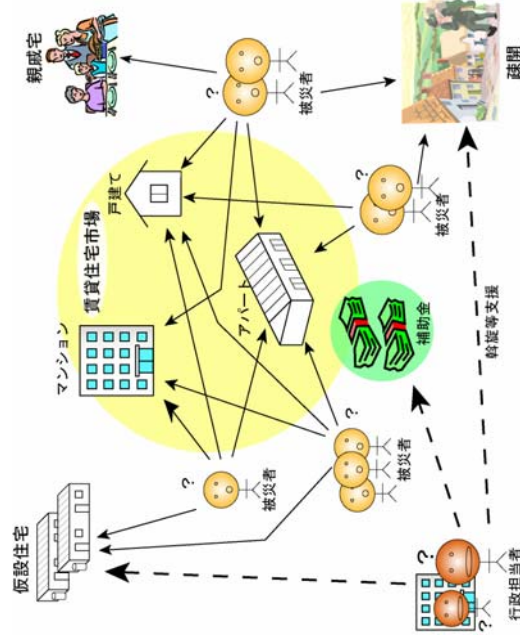 親戚宅
疎開
?
被災者
?
被災者
戸建て
賃貸住宅市場
マンション
アパート
補助金
斡旋等支援
?
被災者
?
被災者
仮設住宅
?
?
行政担当者